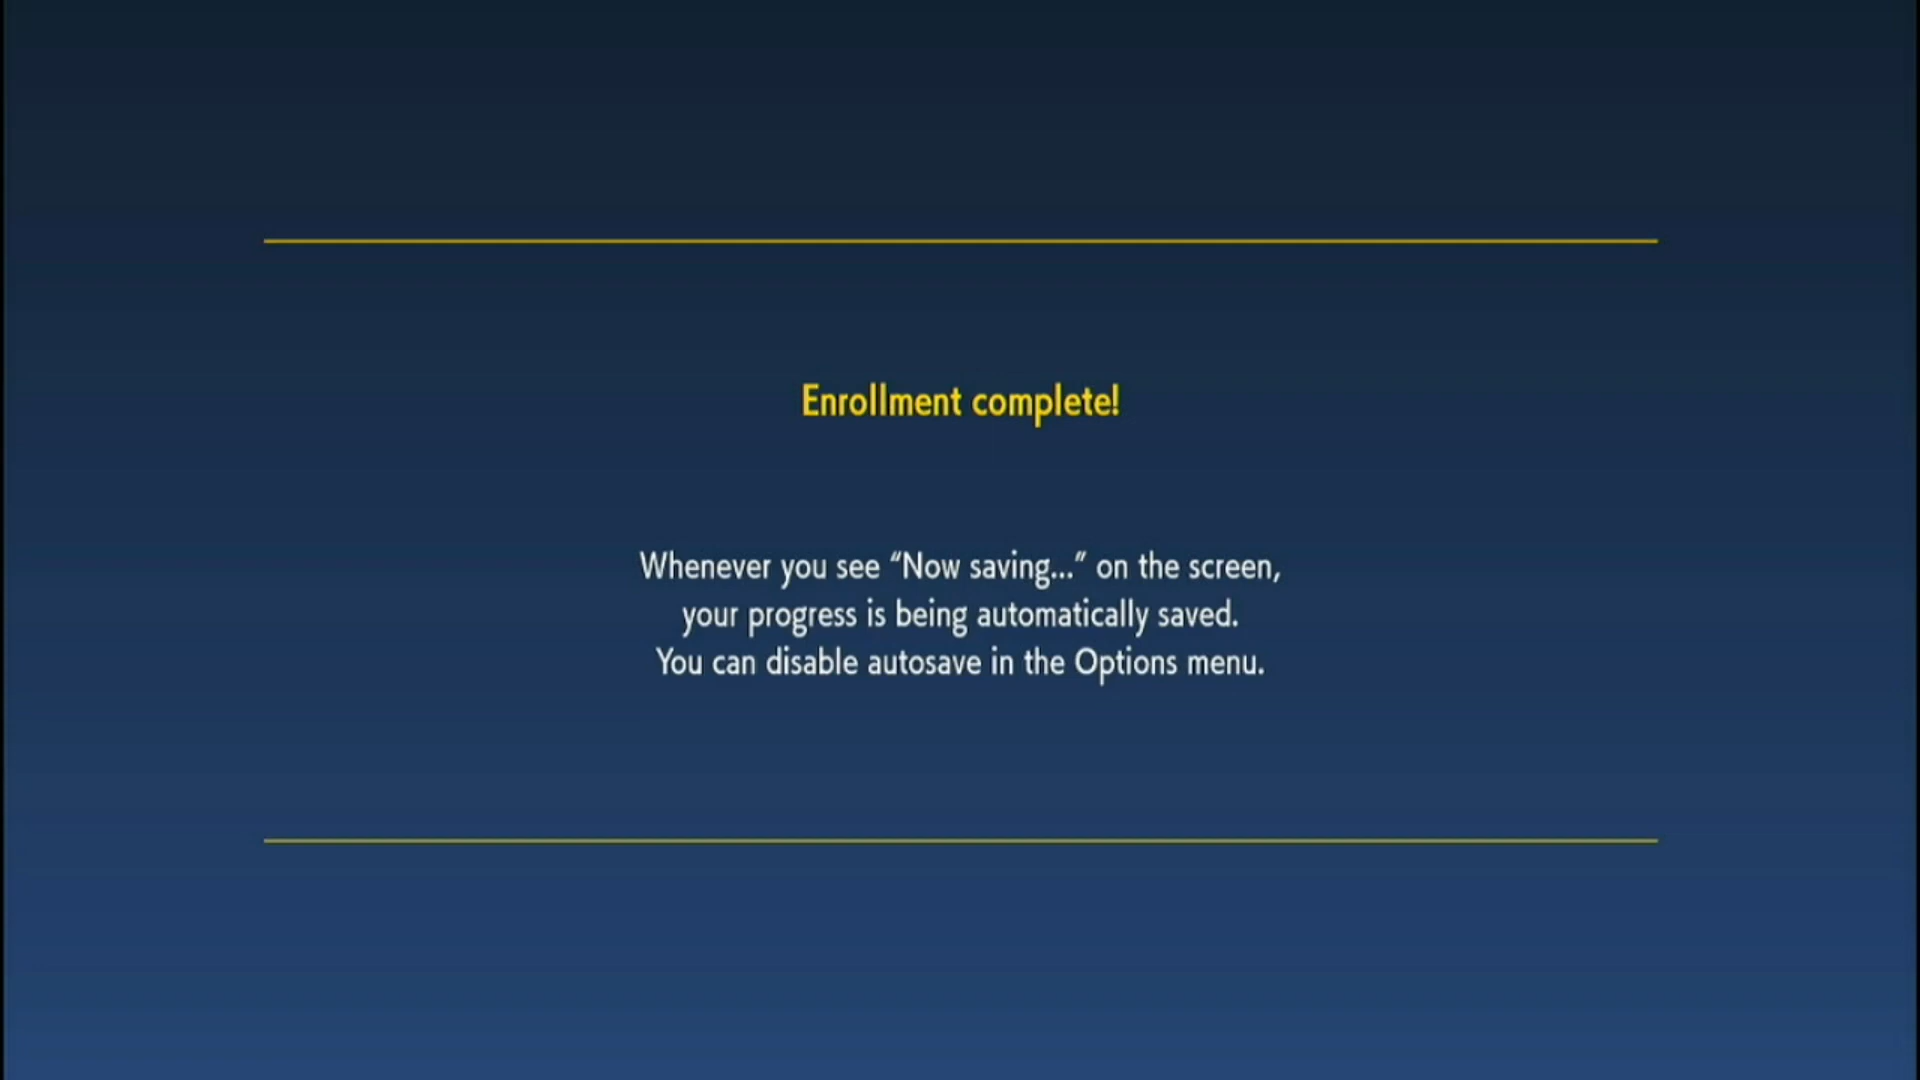 Enrollment complete!
Whenever you see “Now saving...” on the screen,
your progress is being automatically saved.
You can disable autosave in the Options menu.